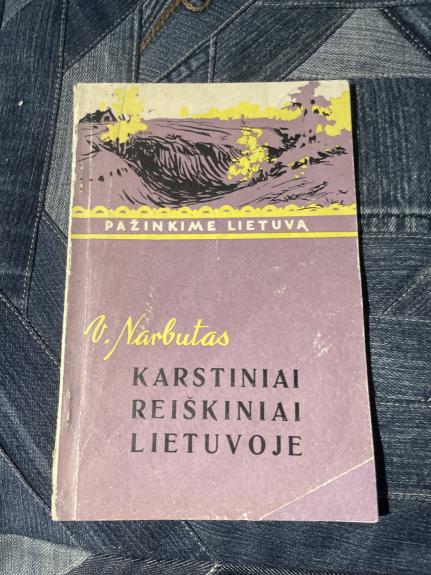 PAŽINKIME LIETUVĄ
V. Narbutas
KARSTINIAI
REIŠKINIAI
LIETUVOJE